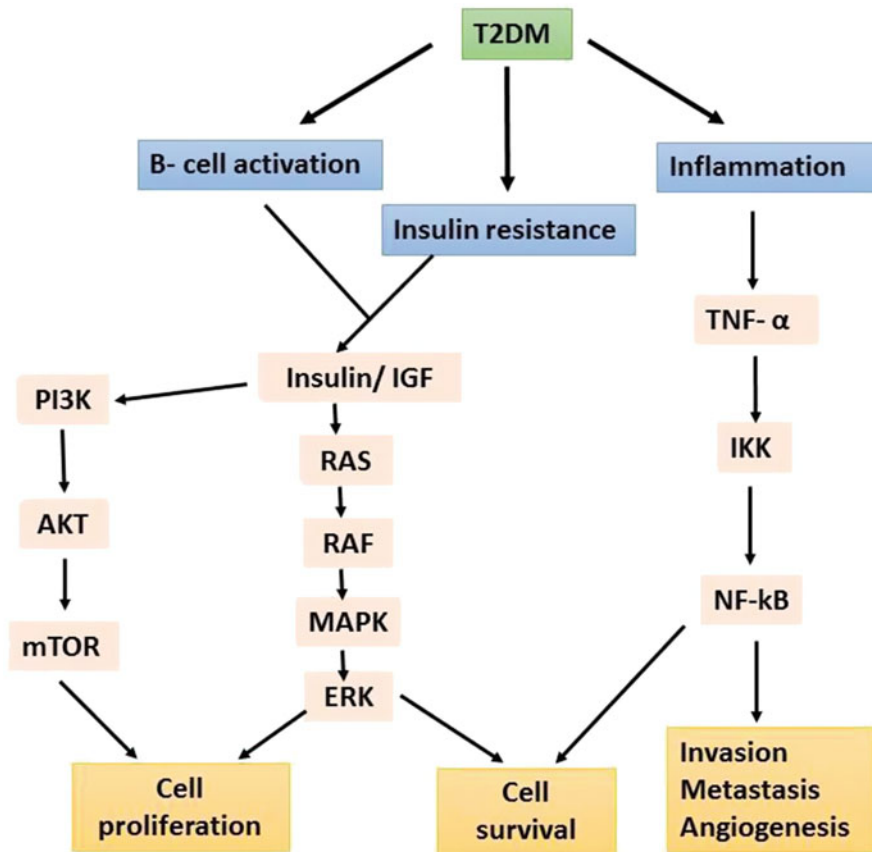 T2DM
B- cell activation
Inflammation
Insulin resistance
TNF- α
Insulin/ IGF
PI3K
RAS
IKK
AKT
RAF
NF-kB
MAPK
mTOR
ERK
Cell
proliferation
Cell
survival
Invasion
Metastasis
Angiogenesis